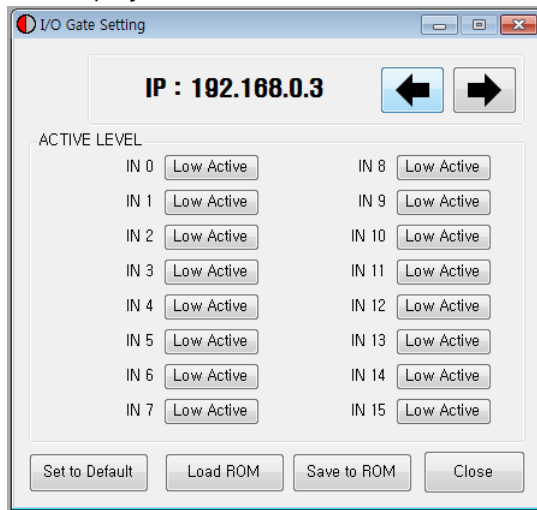 I/O Gate Setting
IP : 192.168.0.3
ACTIVE LEVEL
IN 0 Low Active IN 8 Low Active
IN 1 Low Active IN 9 Low Active
IN 2 Low Active IN 10 Low Active
IN 3 Low Active IN 11 Low Active
IN 4 Low Active IN 12 Low Active
IN 5 Low Active IN 13 Low Active
IN 6 Low Active IN 14 Low Active
IN 7 Low Active IN 15 Low Active
Set to Default Load ROM Save to ROM Close